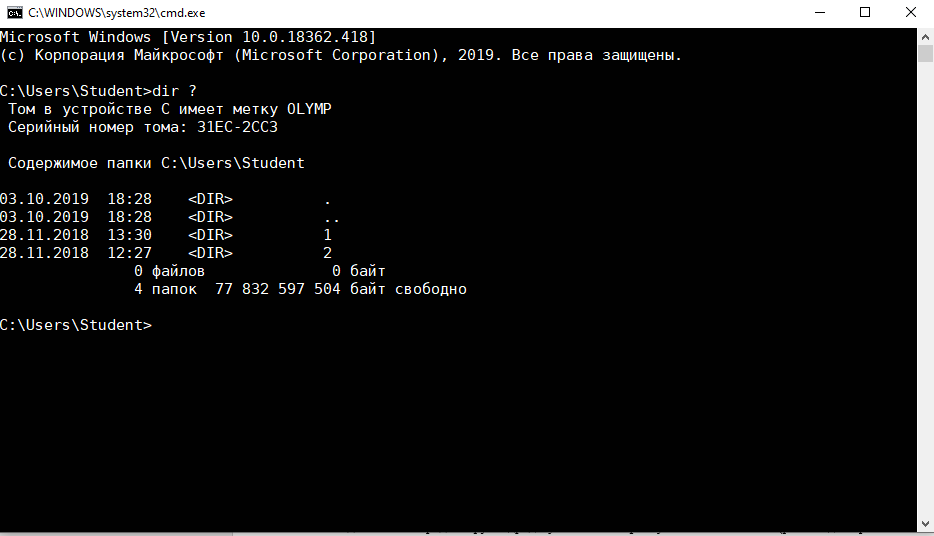 C:\WINDOWS\system32\cmd.exe
Microsoft Windows [Version 10.0.18362.418]
(c) Корпорация Майкрософт (Microsoft Corporation), 2019. Все права защищены.
C:\Users\Student>dir ?
Том в устройстве C имеет метку OLYMP
Серийный номер тома: 31EC-2CC3
Содержимое папки C:\Users\Student
03.10.2019  18:28    <DIR>          .
03.10.2019  18:28    <DIR>          ..
28.11.2018  13:30    <DIR>          1
28.11.2018  12:27    <DIR>          2
0 файлов              0 байт
4 папок  77 832 597 504 байт свободно
C:\Users\Student>